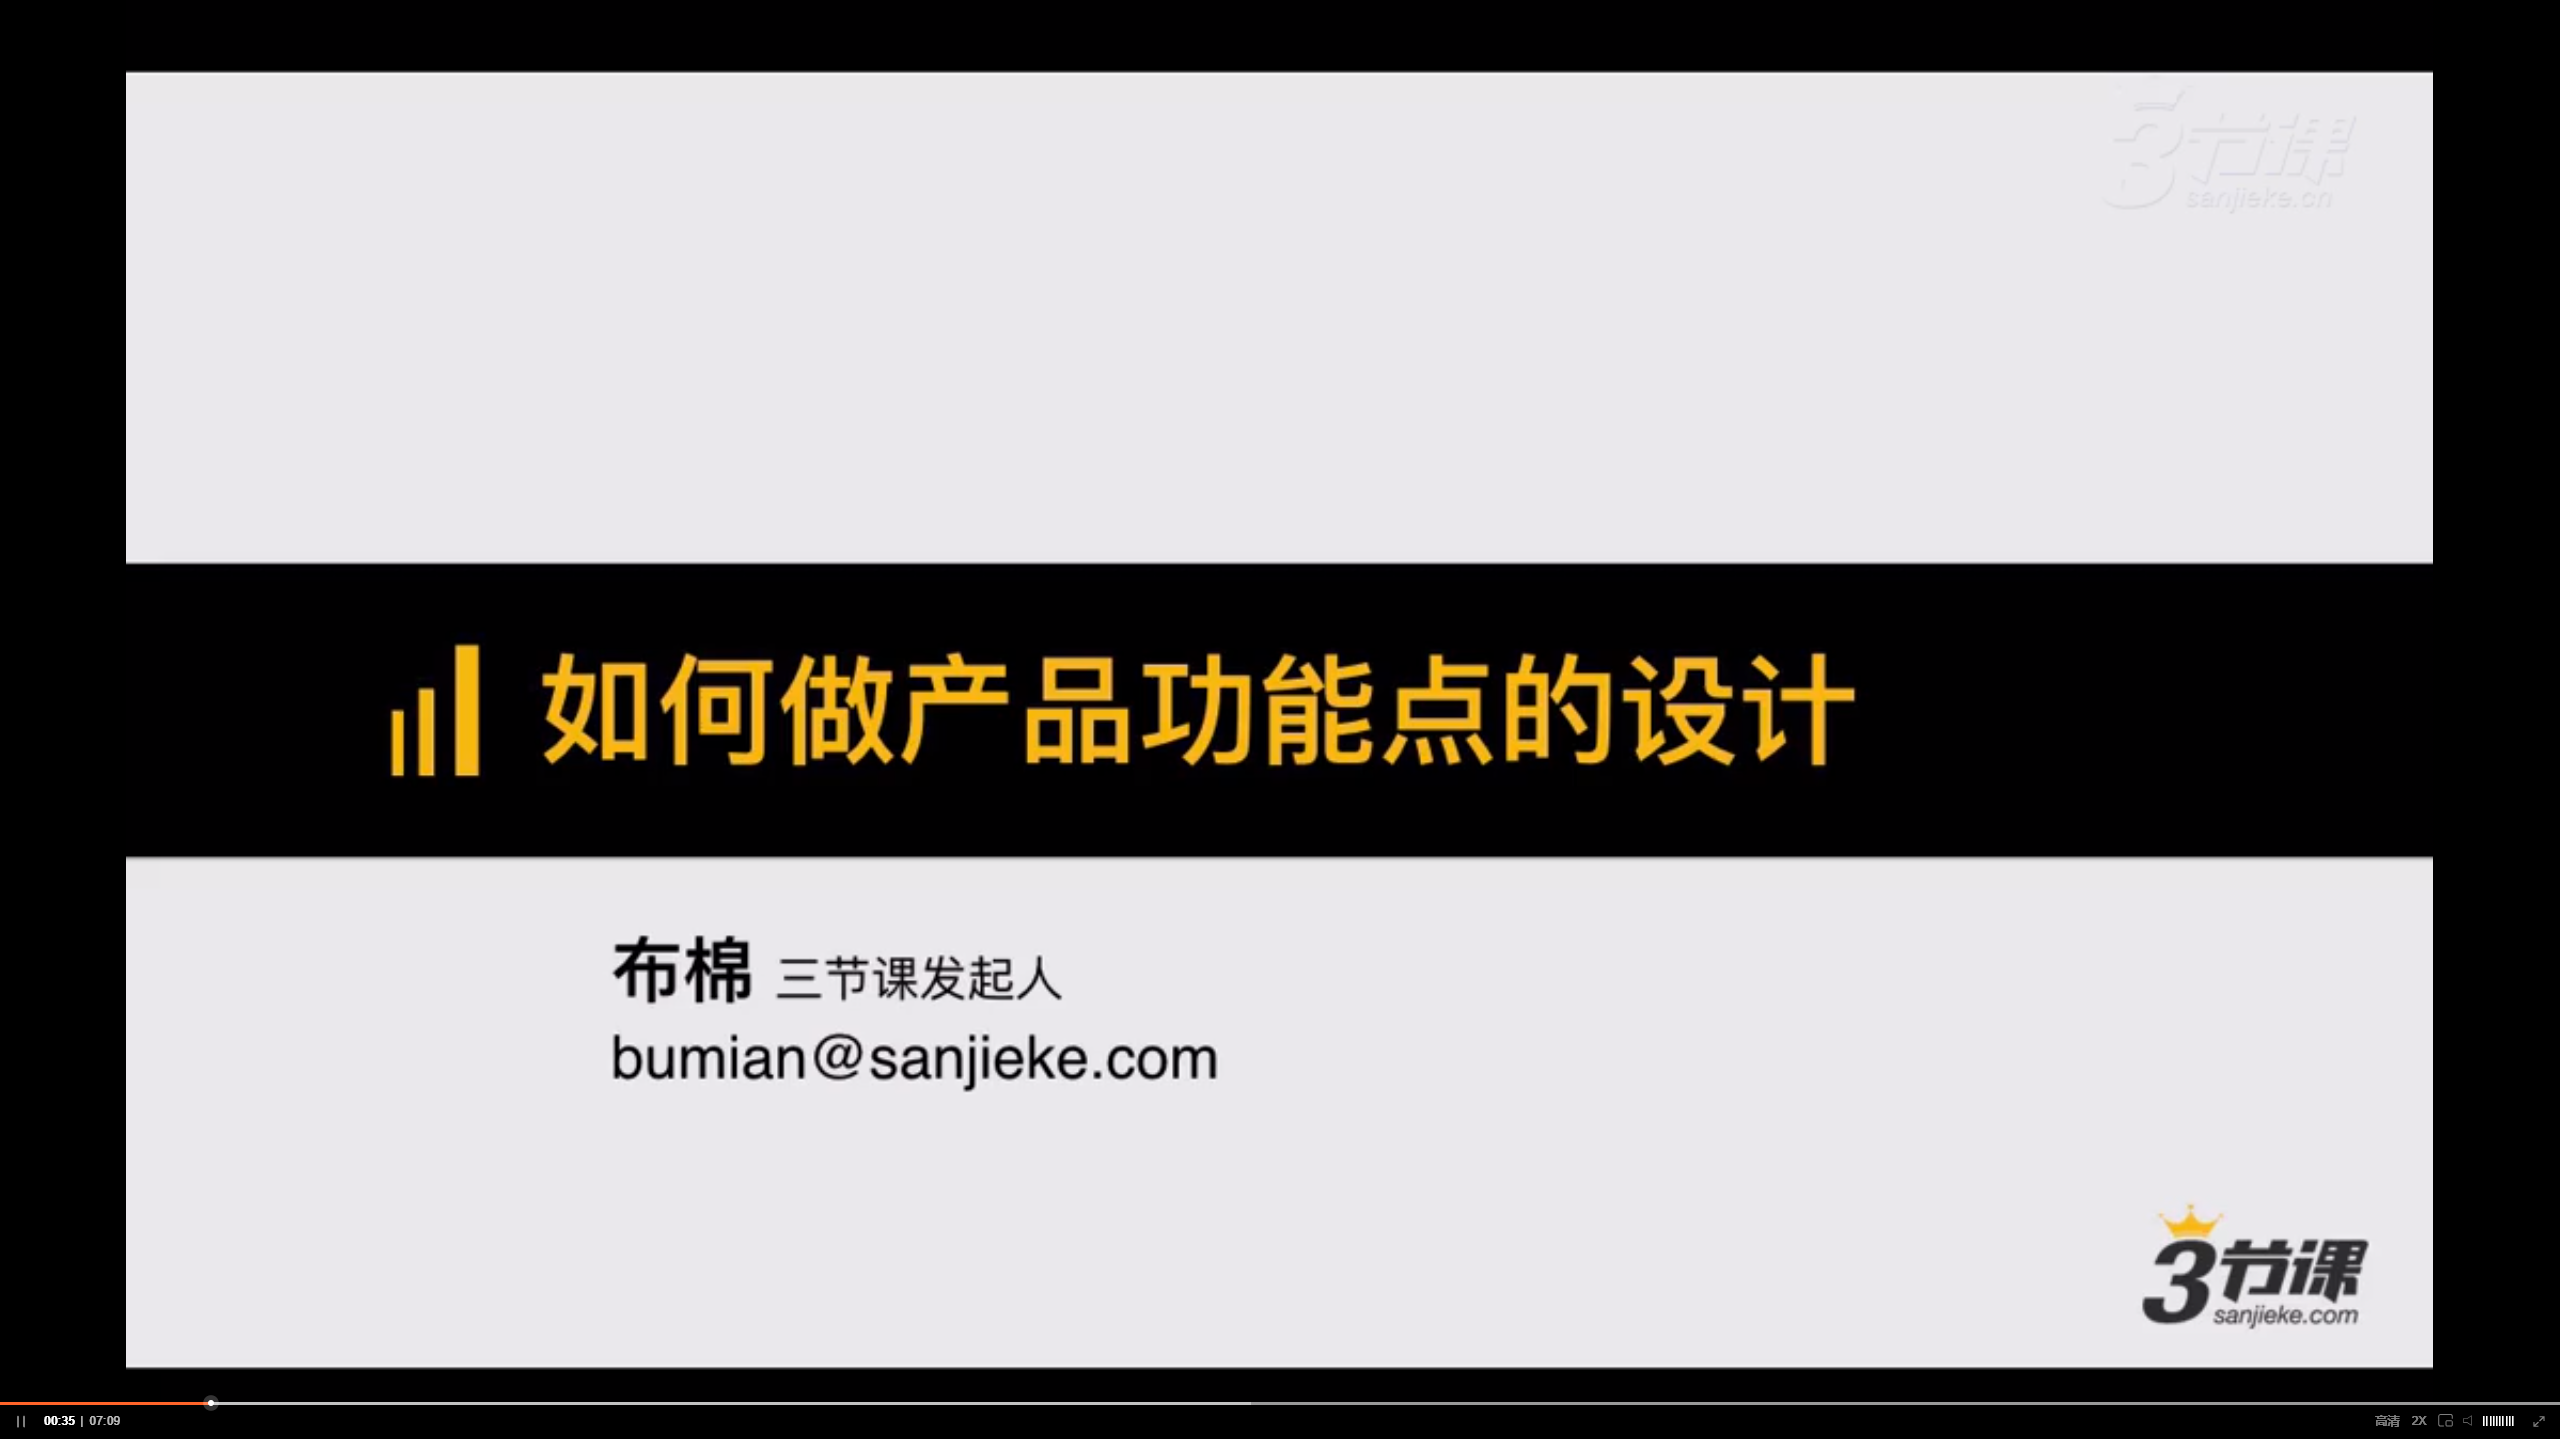 3节课
sanjieke.cn
如何做产品功能点的设计
布棉 三节课发起人
bumian@sanjieke.com
3节课
sanjieke.com
00:35 | 07:09
高清 2X